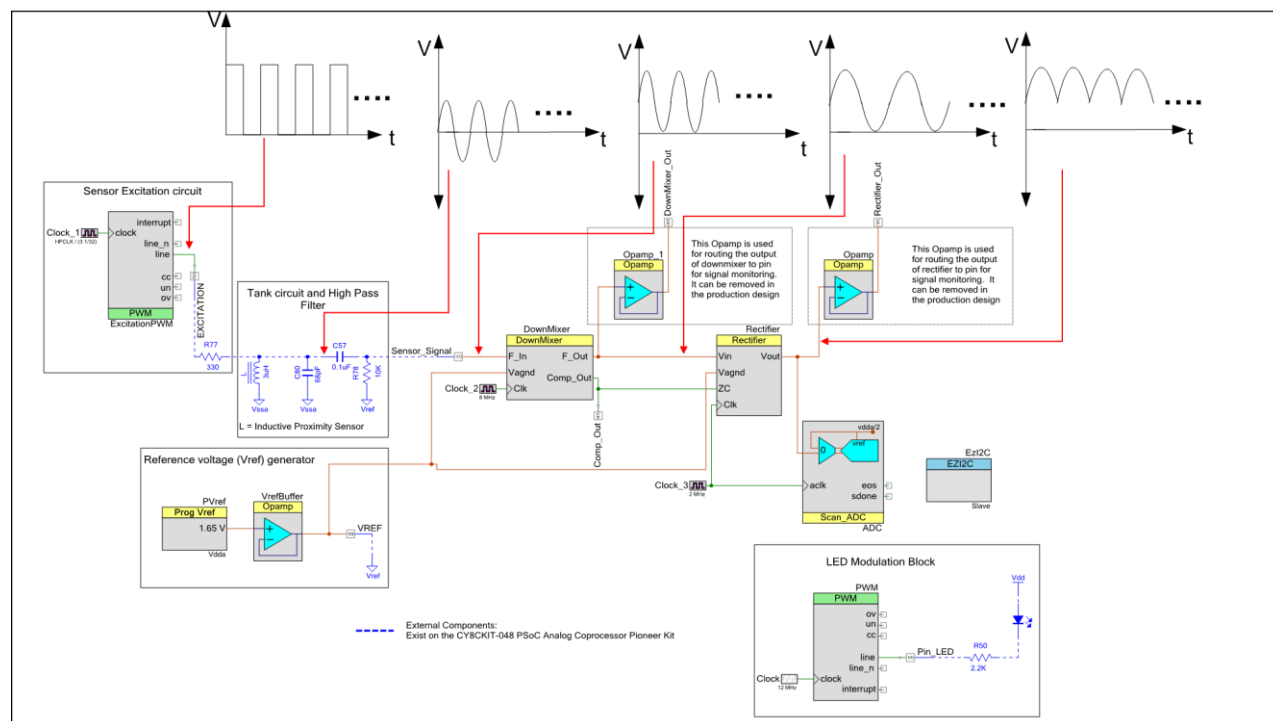 V
t
V
t
V
t
V
t
V
t
Sensor Excitation circuit
Clock_1
HFCLK / (3 1/32)
clock
interrupt
line_n
line
cc
un
ov
PWM
ExcitationPWM
EXCITATION
R77
330
Tank circuit and High Pass
Filter
L
3uH
Vssa
C80
68pF
Vssa
C57
0.1uF
R78
10K
Vref
L = Inductive Proximity Sensor
Sensor_Signal
DownMixer
DownMixer
F_In
F_Out
Vagnd
Comp_Out
Clk
Clock_2
8 MHz
Comp_Out
DownMixer_Out
Opamp_1
Opamp
This Opamp is used
for routing the output
of downmixer to pin
for signal monitoring.
It can be removed in
the production design
Rectifier_Out
Opamp
Opamp
This Opamp is used
for routing the output
of rectifier to pin for
signal monitoring. It
can be removed in
the production design
Rectifier
Rectifier
Vin
Vout
Vagnd
ZC
Clk
Clock_3
2 MHz
vdda/2
vref
0
aclk
eos
sdone
Scan_ADC
ADC
EzI2C
EZI2C
Slave
Reference voltage (Vref) generator
PVref
Prog Vref
1.65 V
Vdda
VrefBuffer
Opamp
VREF
Vref
External Components:
Exist on the CY8CKIT-048 PSoC Analog Coprocessor Pioneer Kit
LED Modulation Block
PWM
PWM
ov
un
cc
line
line_n
clock
interrupt
Clock
12 MHz
Pin_LED
R50
2.2K
Vdd